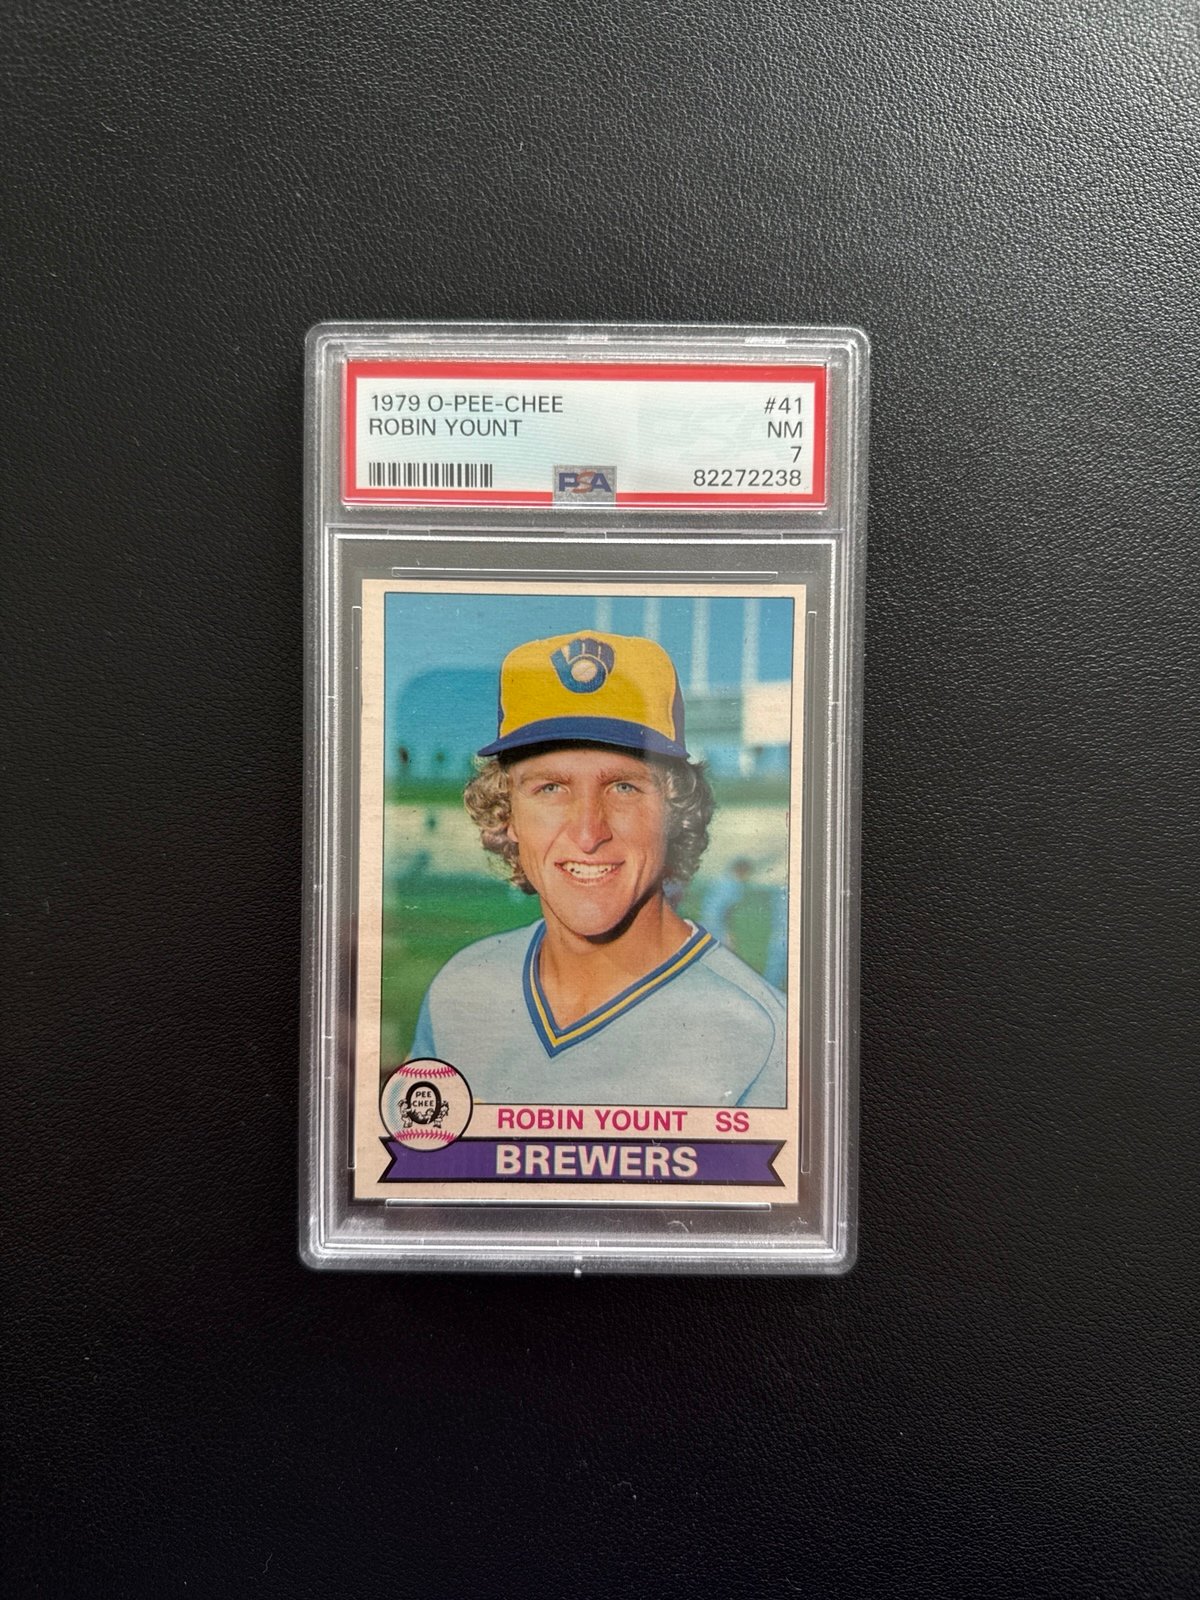 1979 O-PEE-CHEE #41
ROBIN YOUNT NM
7
PSA 82272238
O
PEE
CHEE
ROBIN YOUNT SS
BREWERS